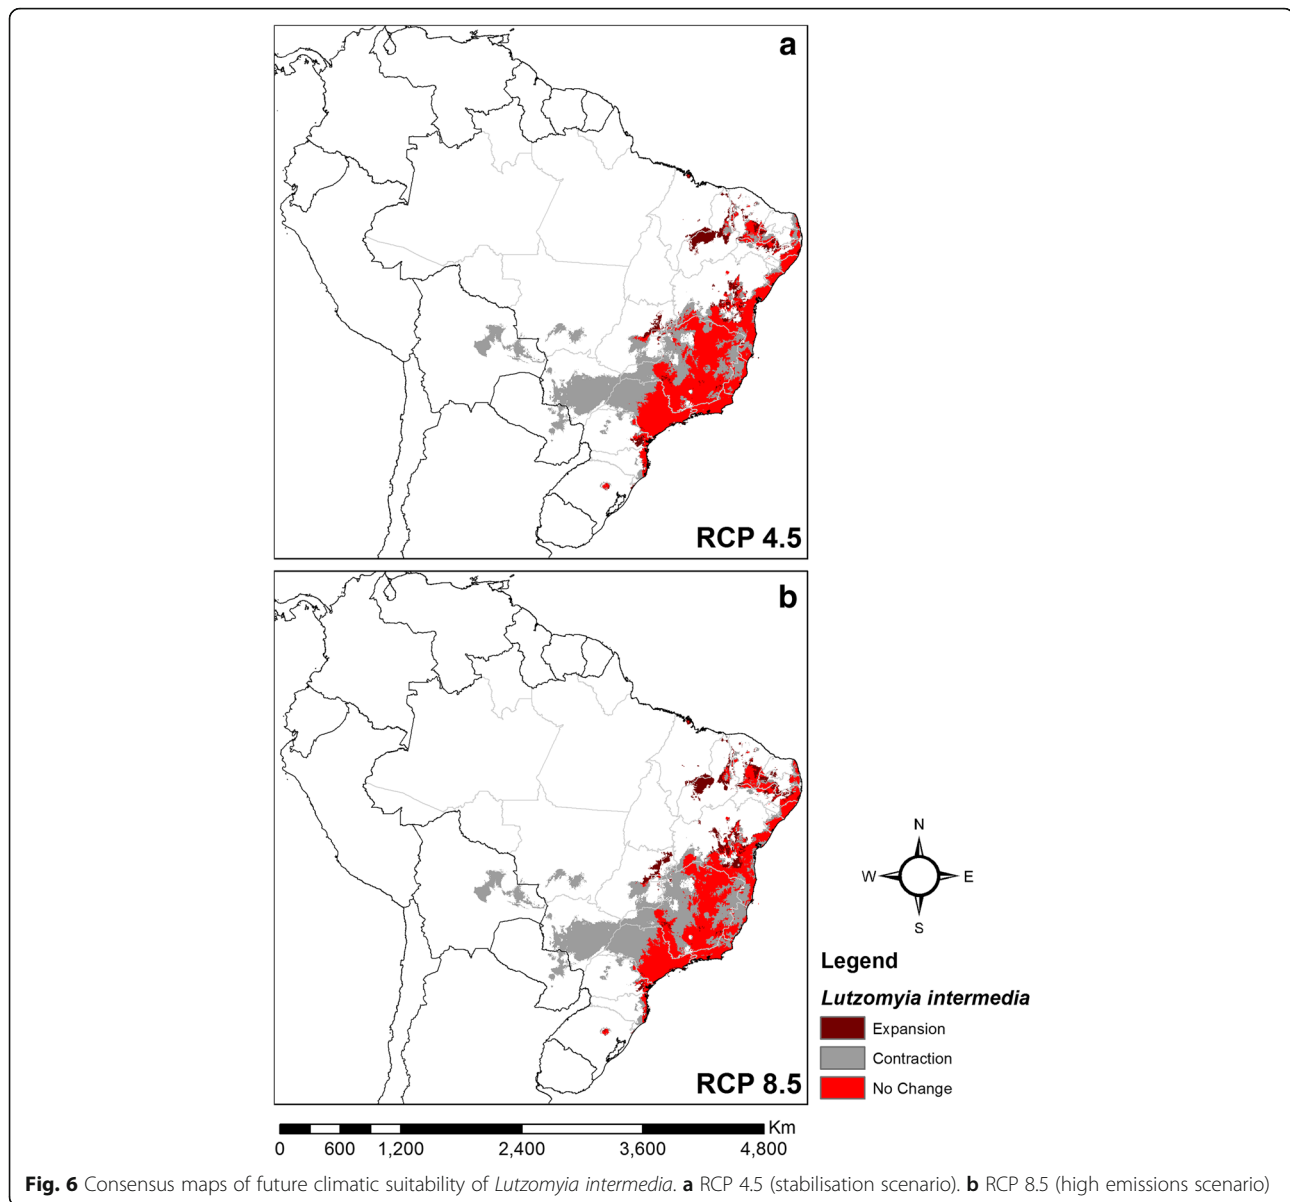 a
RCP 4.5
b
RCP 8.5
N
W E
S
Legend
Lutzomyia intermedia
Expansion
Contraction
No Change
Km
0 600 1,200 2,400 3,600 4,800
Fig. 6 Consensus maps of future climatic suitability of Lutzomyia intermedia. a RCP 4.5 (stabilisation scenario). b RCP 8.5 (high emissions scenario)